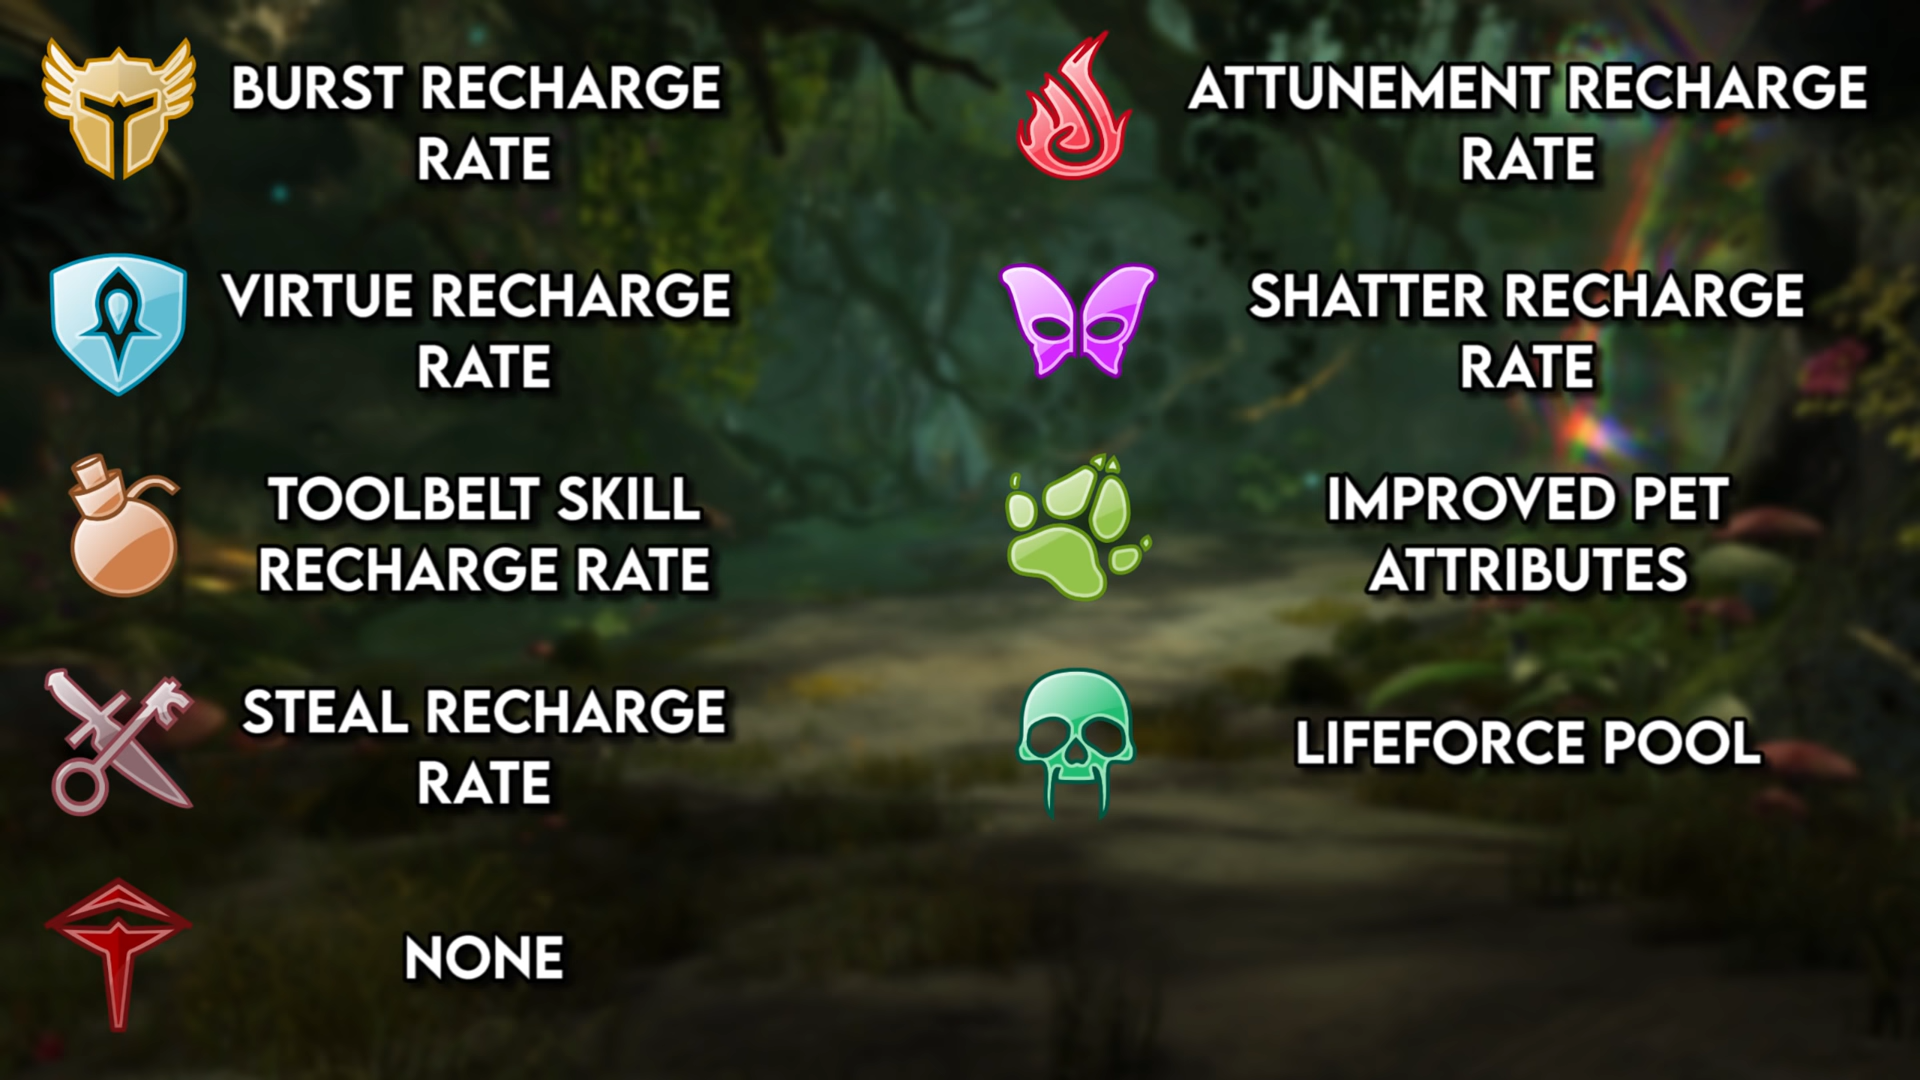 BURST RECHARGE
RATE
ATTUNEMENT RECHARGE
RATE
VIRTUE RECHARGE
RATE
SHATTER RECHARGE
RATE
TOOLBELT SKILL
RECHARGE RATE
IMPROVED PET
ATTRIBUTES
STEAL RECHARGE
RATE
LIFEFORCE POOL
NONE